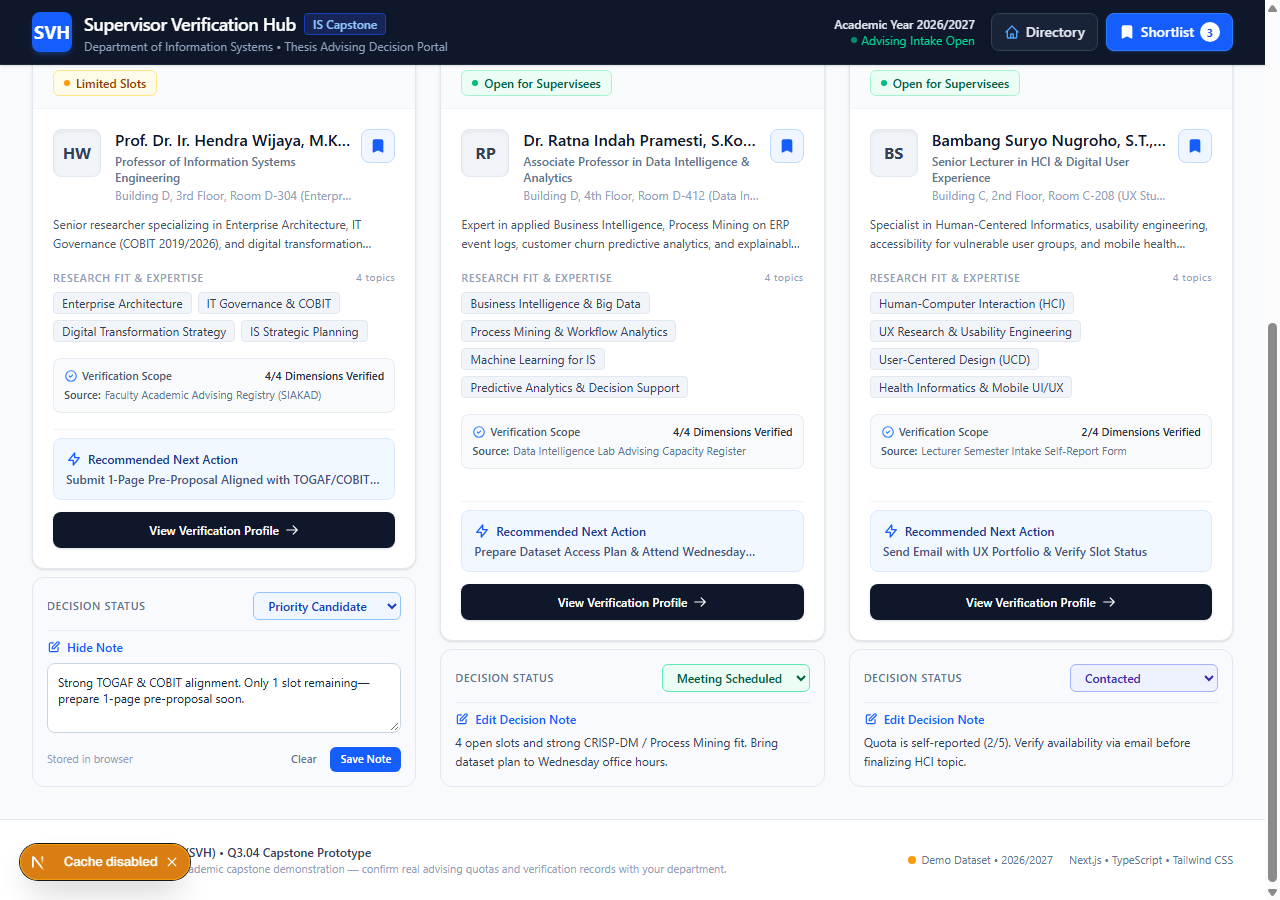 SVH
Supervisor Verification Hub
IS Capstone
Department of Information Systems • Thesis Advising Decision Portal
Academic Year 2026/2027
Advising Intake Open
Directory
Shortlist 3
Limited Slots
HW
Prof. Dr. Ir. Hendra Wijaya, M.K...
Professor of Information Systems
Engineering
Building D, 3rd Floor, Room D-304 (Enterpr...
Senior researcher specializing in Enterprise Architecture, IT
Governance (COBIT 2019/2026), and digital transformation...
RESEARCH FIT & EXPERTISE
4 topics
Enterprise Architecture
IT Governance & COBIT
Digital Transformation Strategy
IS Strategic Planning
Verification Scope
4/4 Dimensions Verified
Source: Faculty Academic Advising Registry (SIAKAD)
Recommended Next Action
Submit 1-Page Pre-Proposal Aligned with TOGAF/COBIT...
View Verification Profile →
DECISION STATUS
Priority Candidate
Hide Note
Strong TOGAF & COBIT alignment. Only 1 slot remaining—
prepare 1-page pre-proposal soon.
Stored in browser
Clear
Save Note
Open for Supervisees
RP
Dr. Ratna Indah Pramesti, S.Ko...
Associate Professor in Data Intelligence &
Analytics
Building D, 4th Floor, Room D-412 (Data In...
Expert in applied Business Intelligence, Process Mining on ERP
event logs, customer churn predictive analytics, and explainabl...
RESEARCH FIT & EXPERTISE
4 topics
Business Intelligence & Big Data
Process Mining & Workflow Analytics
Machine Learning for IS
Predictive Analytics & Decision Support
Verification Scope
4/4 Dimensions Verified
Source: Data Intelligence Lab Advising Capacity Register
Recommended Next Action
Prepare Dataset Access Plan & Attend Wednesday...
View Verification Profile →
DECISION STATUS
Meeting Scheduled
Edit Decision Note
4 open slots and strong CRISP-DM / Process Mining fit. Bring
dataset plan to Wednesday office hours.
Open for Supervisees
BS
Bambang Suryo Nugroho, S.T.,...
Senior Lecturer in HCI & Digital User
Experience
Building C, 2nd Floor, Room C-208 (UX Stu...
Specialist in Human-Centered Informatics, usability engineering,
accessibility for vulnerable user groups, and mobile health...
RESEARCH FIT & EXPERTISE
4 topics
Human-Computer Interaction (HCI)
UX Research & Usability Engineering
User-Centered Design (UCD)
Health Informatics & Mobile UI/UX
Verification Scope
2/4 Dimensions Verified
Source: Lecturer Semester Intake Self-Report Form
Recommended Next Action
Send Email with UX Portfolio & Verify Slot Status
View Verification Profile →
DECISION STATUS
Contacted
Edit Decision Note
Quota is self-reported (2/5). Verify availability via email before
finalizing HCI topic.
N Cache disabled ×
(SVH) • Q3.04 Capstone Prototype
capstone demonstration — confirm real advising quotas and verification records with your department.
Demo Dataset • 2026/2027
Next.js • TypeScript • Tailwind CSS